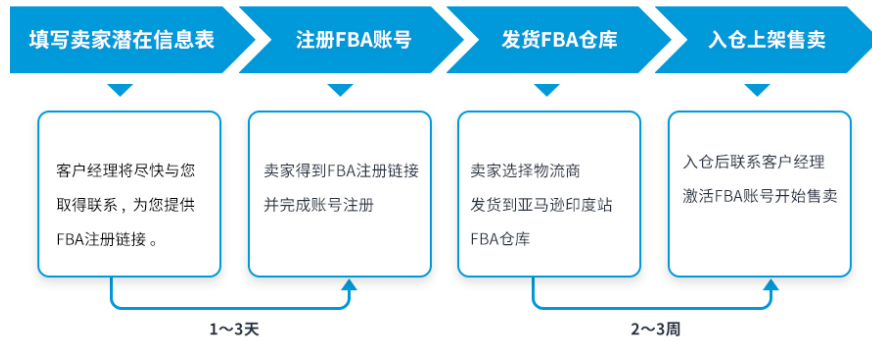 填写卖家潜在信息表
注册FBA账号
发货FBA仓库
入仓上架售卖
客户经理将尽快与您
取得联系，为您提供
FBA注册链接。
卖家得到FBA注册链接
并完成账号注册
卖家选择物流商
发货到亚马逊印度站
FBA仓库
入仓后联系客户经理
激活FBA账号开始售卖
1～3天
2～3周